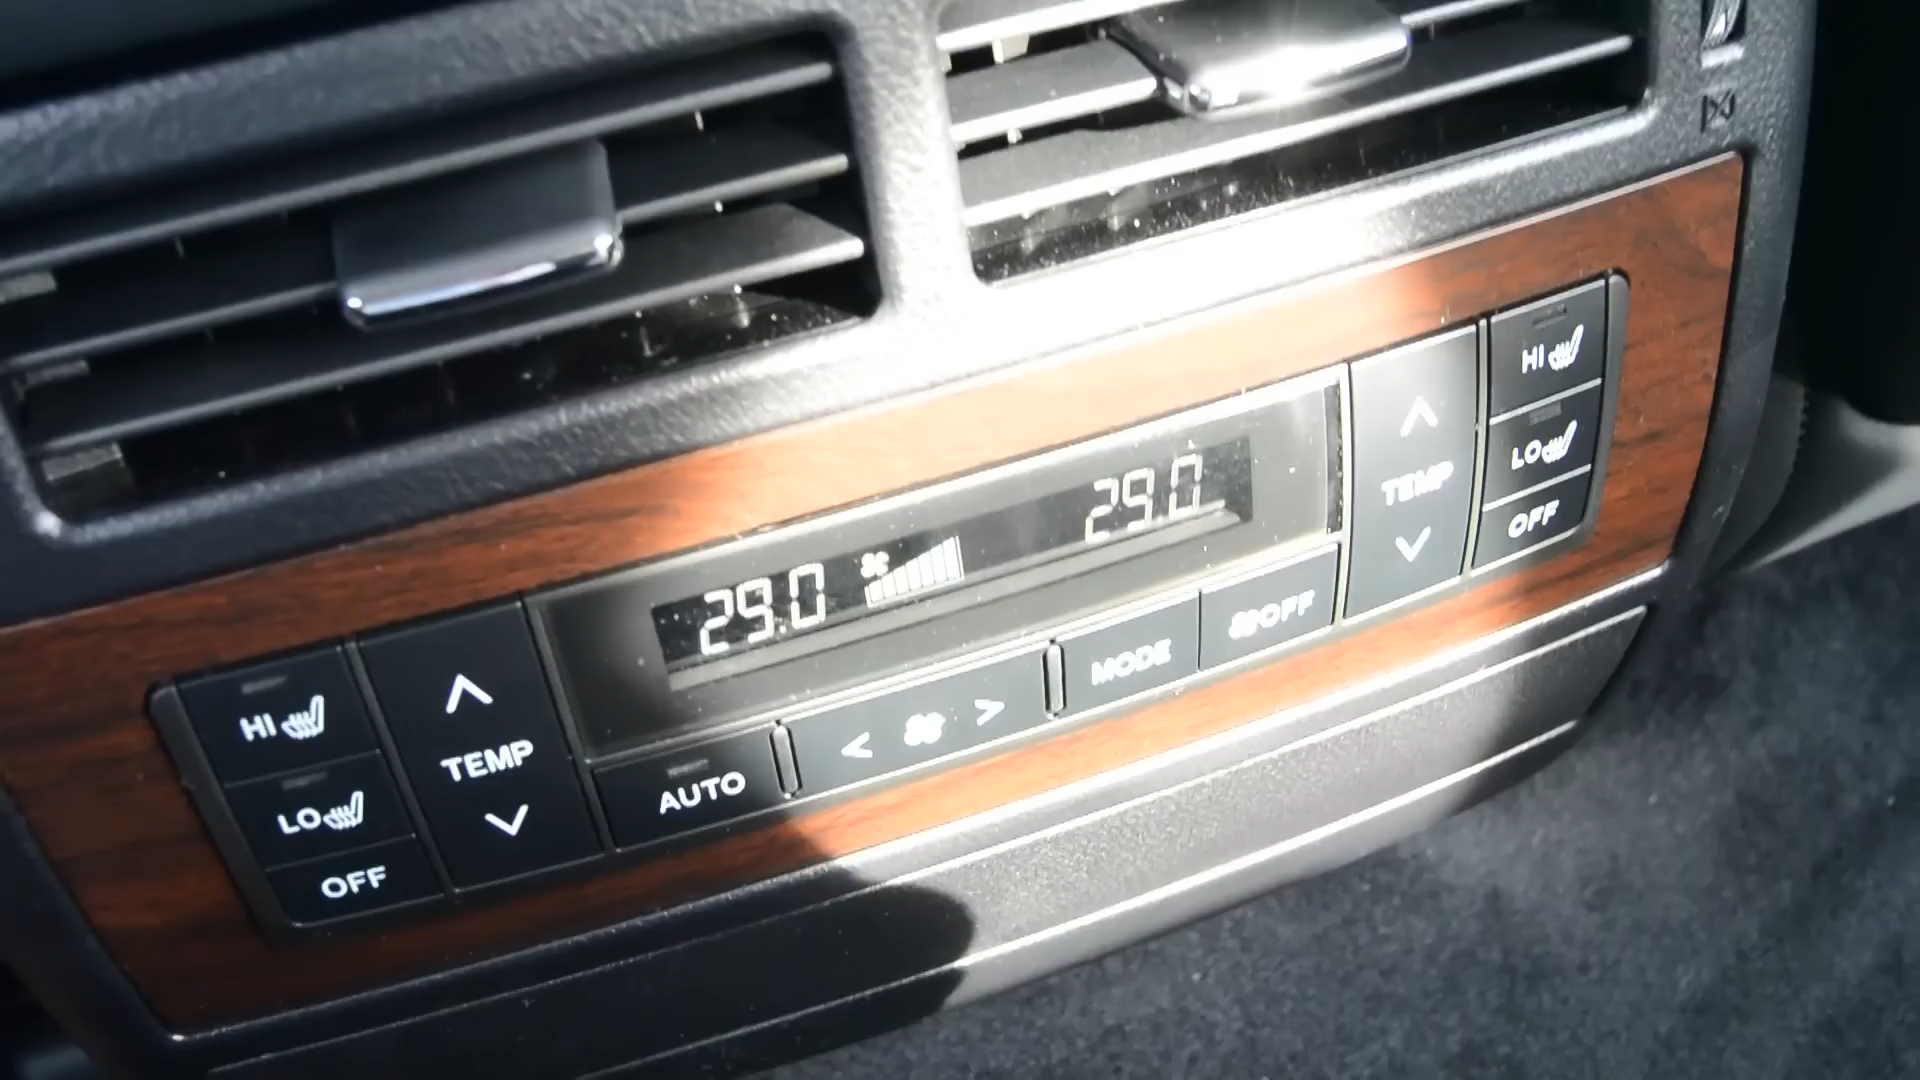 29.0 29.0
HI TEMP HI
LO LO
OFF TEMP OFF
AUTO < > MODE OFF